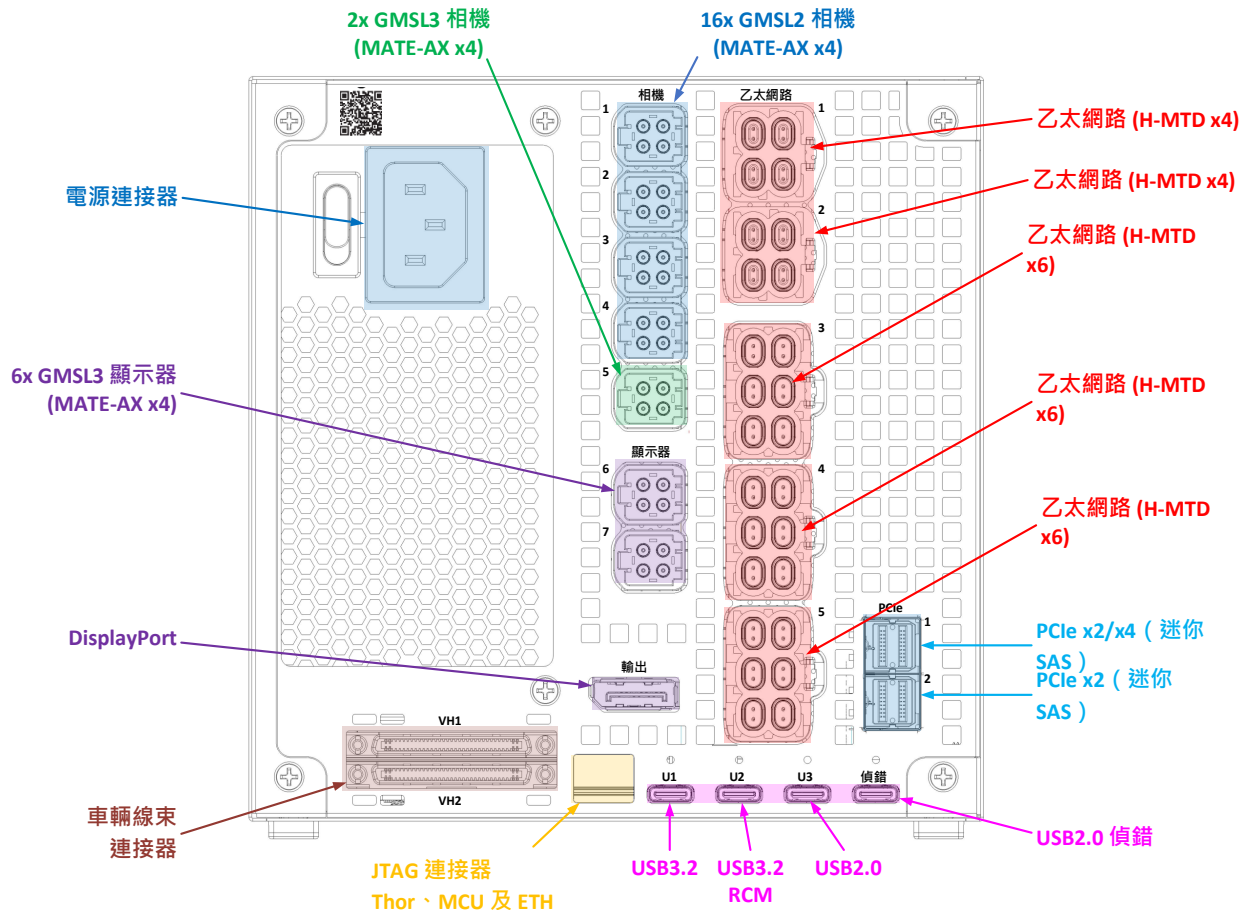 2x GMSL3 相機
(MATE-AX x4)
16x GMSL2 相機
(MATE-AX x4)
相機
乙太網路
1
1
乙太網路 (H-MTD x4)
電源連接器
2
2
乙太網路 (H-MTD x4)
3
乙太網路 (H-MTD
x6)
4
3
6x GMSL3 顯示器
(MATE-AX x4)
5
乙太網路 (H-MTD
x6)
顯示器
6
4
乙太網路 (H-MTD
x6)
7
5
PCIe
1
PCIe x2/x4（迷你
SAS）
2
PCIe x2（迷你
SAS）
DisplayPort
輸出
VH1
VH2
U1
U2
U3
偵錯
車輛線束
連接器
JTAG 連接器
Thor、MCU 及 ETH
USB3.2
USB3.2
RCM
USB2.0
USB2.0 偵錯